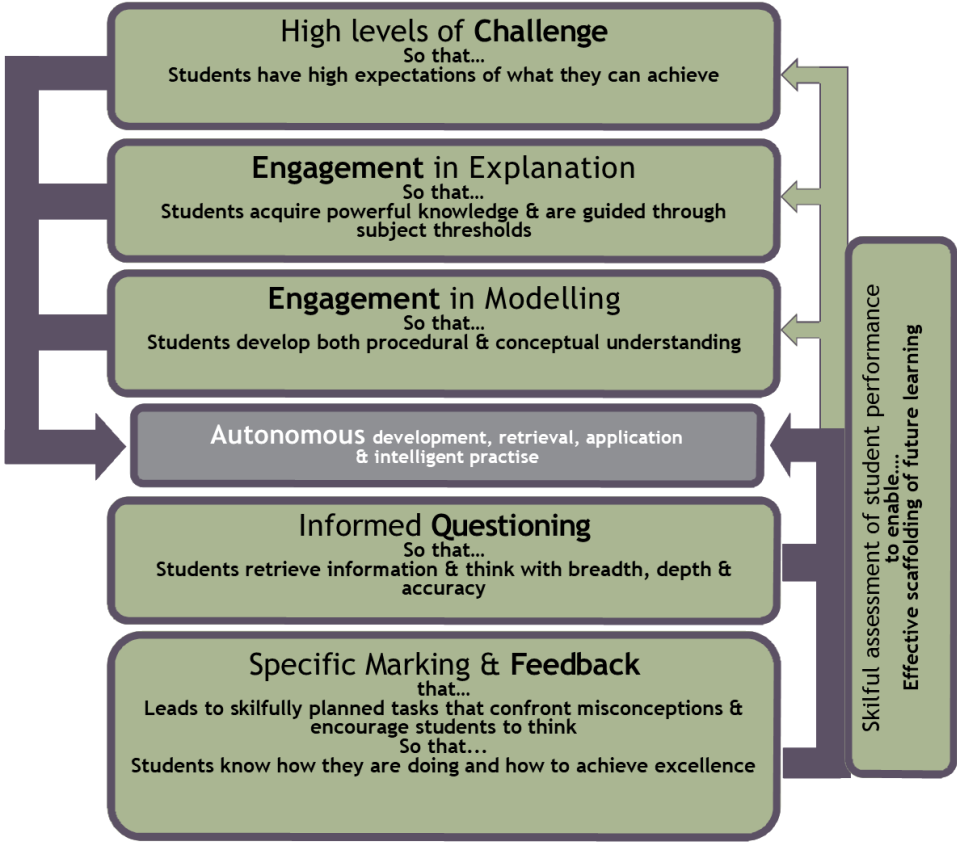 High levels of Challenge
So that…
Students have high expectations of what they can achieve
Engagement in Explanation
So that…
Students acquire powerful knowledge & are guided through
subject thresholds
Engagement in Modelling
So that…
Students develop both procedural & conceptual understanding
Autonomous development, retrieval, application
& intelligent practise
Informed Questioning
So that…
Students retrieve information & think with breadth, depth &
accuracy
Specific Marking & Feedback
that…
Leads to skilfully planned tasks that confront misconceptions &
encourage students to think
So that...
Students know how they are doing and how to achieve excellence
Skilful assessment of student performance
to enable….
Effective scaffolding of future learning